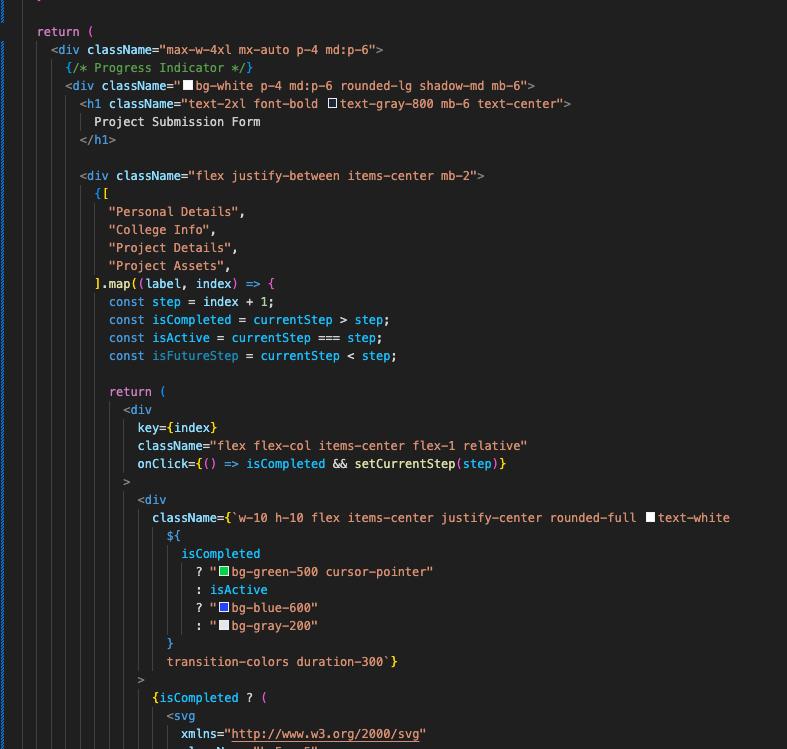 return (
<div className="max-w-4xl mx-auto p-4 md:p-6">
{/* Progress Indicator */}
<div className="bg-white p-4 md:p-6 rounded-lg shadow-md mb-6">
<h1 className="text-2xl font-bold text-gray-800 mb-6 text-center">
Project Submission Form
</h1>
<div className="flex justify-between items-center mb-2">
{[
"Personal Details",
"College Info",
"Project Details",
"Project Assets",
].map((label, index) => {
const step = index + 1;
const isCompleted = currentStep > step;
const isActive = currentStep === step;
const isFutureStep = currentStep < step;
return (
<div
key={index}
className="flex flex-col items-center flex-1 relative"
onClick={() => isCompleted && setCurrentStep(step)}
>
<div
className={`w-10 h-10 flex items-center justify-center rounded-full text-white
${
isCompleted
? "bg-green-500 cursor-pointer"
: isActive
? "bg-blue-600"
: "bg-gray-200"
}
transition-colors duration-300`}
>
{isCompleted ? (
<svg
xmlns="http://www.w3.org/2000/svg"